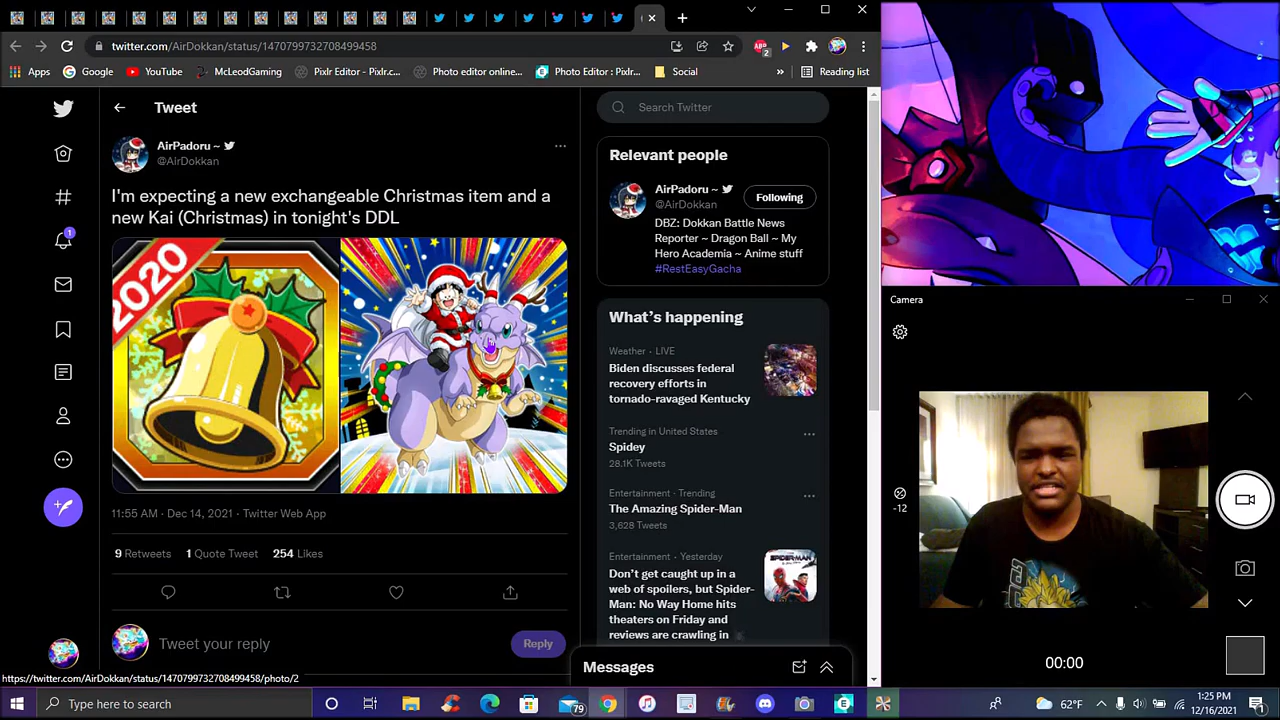 twitter.com/AirDokkan/status/1470799732708499458
2
Apps
Google
YouTube
McLeodGaming
Pixlr Editor - Pixlr.c...
Photo editor online...
Photo Editor : Pixlr...
Social
»
Reading list
Tweet
AirPadoru ~
@AirDokkan
I'm expecting a new exchangeable Christmas item and a
new Kai (Christmas) in tonight's DDL
2020
11:55 AM · Dec 14, 2021 · Twitter Web App
9 Retweets 1 Quote Tweet 254 Likes
Tweet your reply
Reply
1
https://twitter.com/AirDokkan/status/1470799732708499458/photo/2
Search Twitter
Relevant people
AirPadoru ~
@AirDokkan
Following
DBZ: Dokkan Battle News
Reporter ~ Dragon Ball ~ My
Hero Academia ~ Anime stuff
#RestEasyGacha
What's happening
Weather · LIVE
Biden discusses federal
recovery efforts in
tornado-ravaged Kentucky
Trending in United States
Spidey
28.1K Tweets
Entertainment · Trending
The Amazing Spider-Man
3,628 Tweets
Entertainment · Yesterday
Don't get caught up in a
web of spoilers, but Spider-
Man: No Way Home hits
theaters on Friday and
reviews are crawling in
Messages
Camera
-12
00:00
Type here to search
79
62°F
1:25 PM
12/16/2021
1